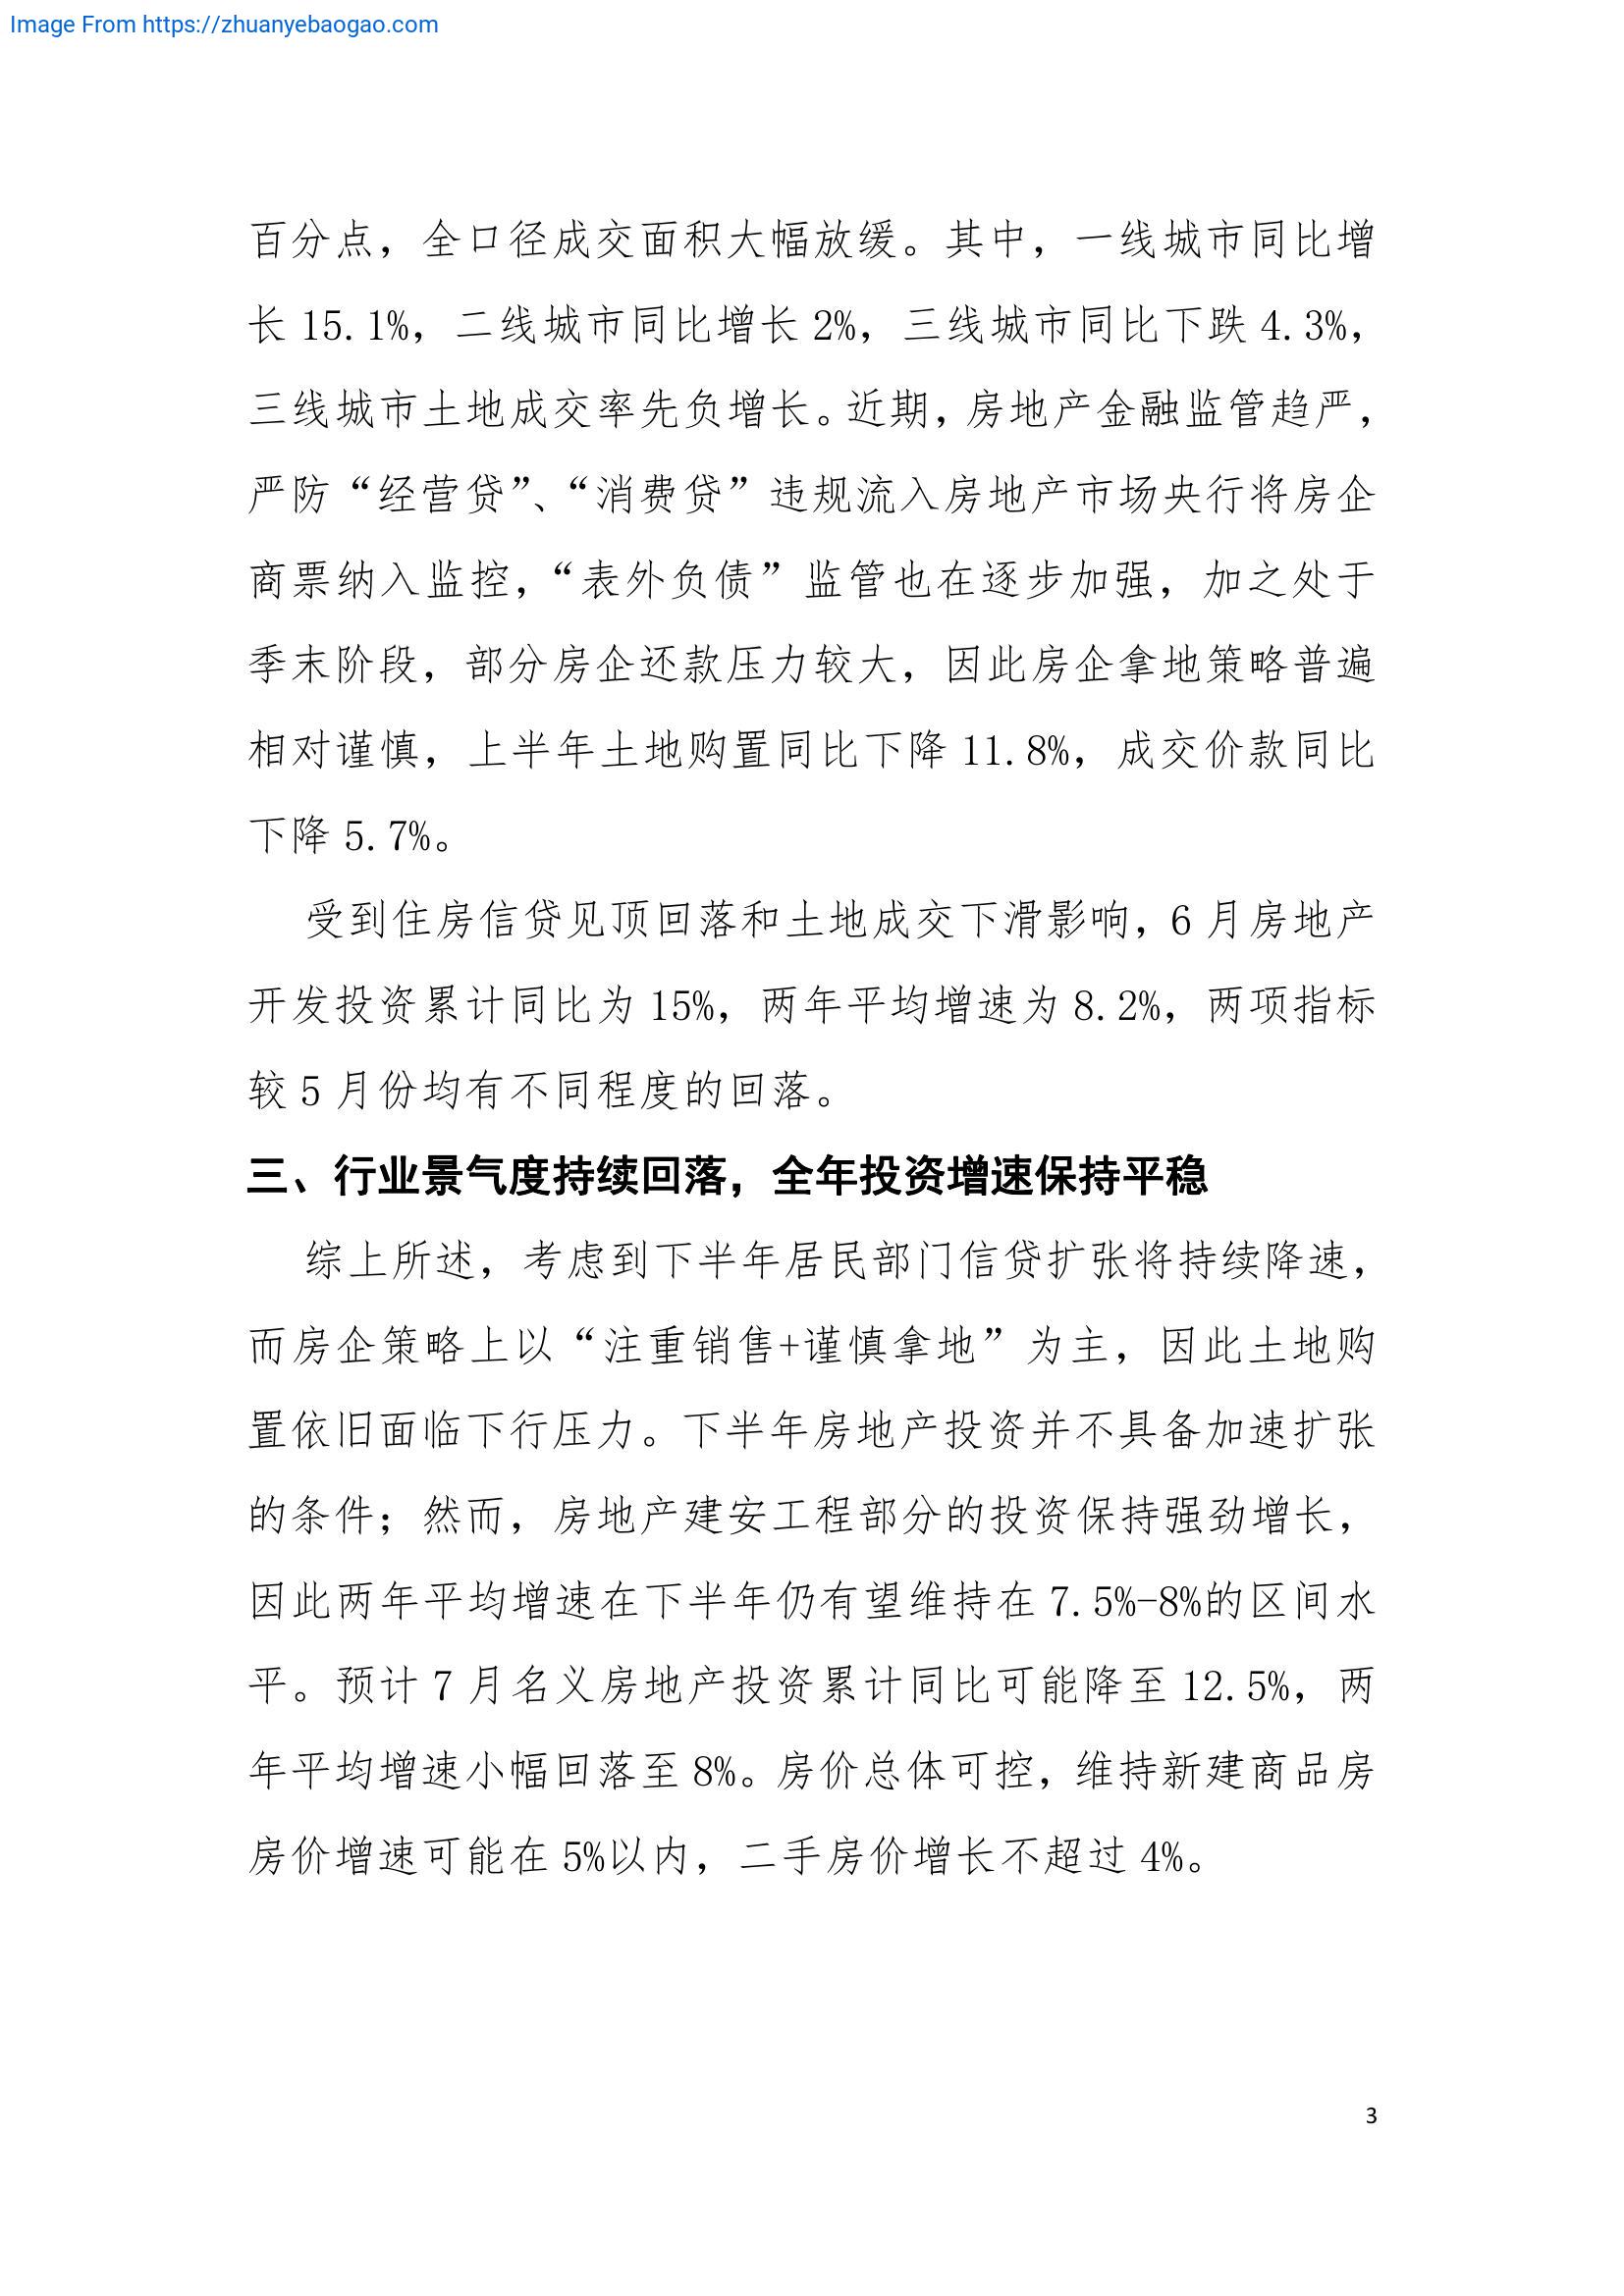 Image From https://zhuanyebaogao.com
百分点，全口径成交面积大幅放缓。其中，一线城市同比增
长 15.1%，二线城市同比增长 2%，三线城市同比下跌 4.3%，
三线城市土地成交率先负增长。近期，房地产金融监管趋严，
严防“经营贷”、“消费贷”违规流入房地产市场央行将房企
商票纳入监控，“表外负债”监管也在逐步加强，加之处于
季末阶段，部分房企还款压力较大，因此房企拿地策略普遍
相对谨慎，上半年土地购置同比下降 11.8%，成交价款同比
下降 5.7%。
受到住房信贷见顶回落和土地成交下滑影响，6 月房地产
开发投资累计同比为 15%，两年平均增速为 8.2%，两项指标
较 5 月份均有不同程度的回落。
三、行业景气度持续回落，全年投资增速保持平稳
综上所述，考虑到下半年居民部门信贷扩张将持续降速，
而房企策略上以“注重销售+谨慎拿地”为主，因此土地购
置依旧面临下行压力。下半年房地产投资并不具备加速扩张
的条件；然而，房地产建安工程部分的投资保持强劲增长，
因此两年平均增速在下半年仍有望维持在 7.5%-8%的区间水
平。预计 7 月名义房地产投资累计同比可能降至 12.5%，两
年平均增速小幅回落至 8%。房价总体可控，维持新建商品房
房价增速可能在 5%以内，二手房价增长不超过 4%。
3